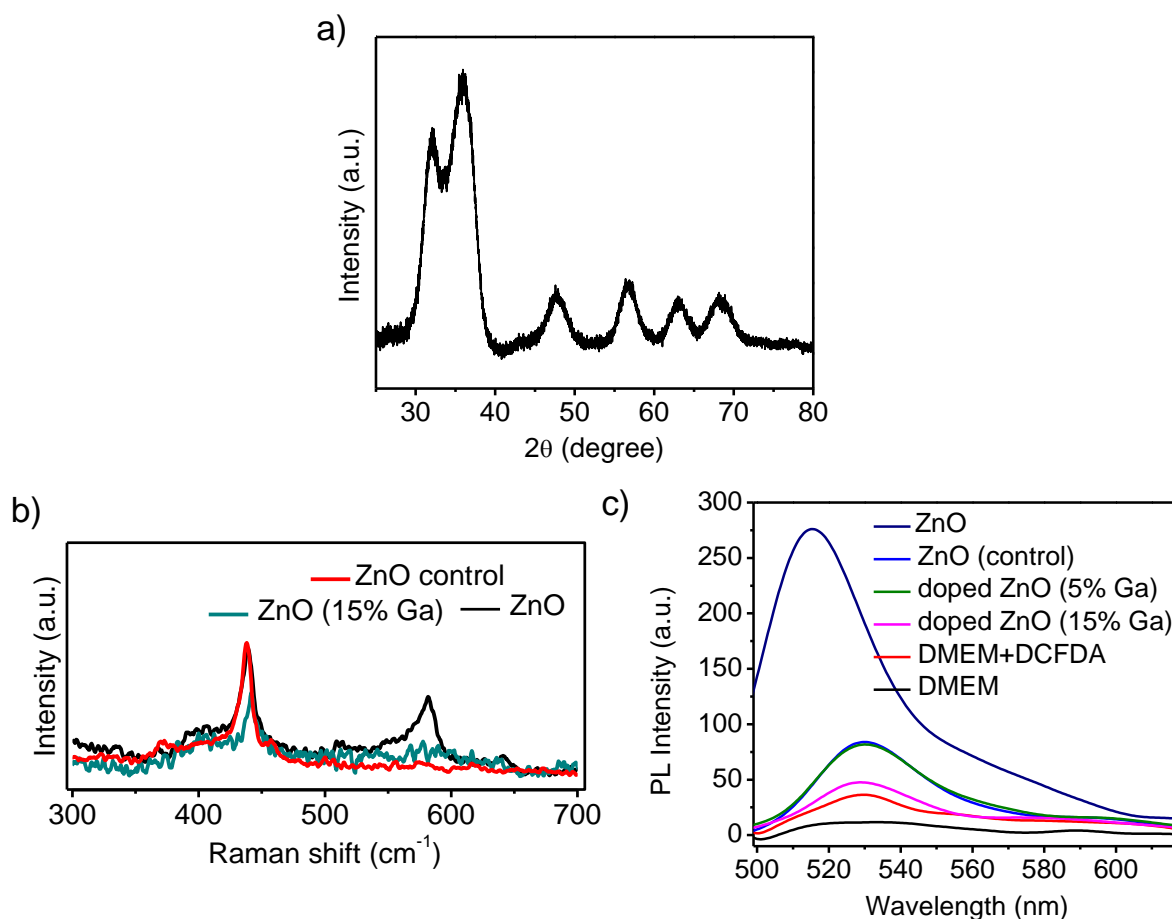 a)
Intensity (a.u.)
30 40 50 60 70 80
2θ (degree)
b)
ZnO control
ZnO (15% Ga) ZnO
Intensity (a.u.)
300 400 500 600 700
Raman shift (cm-1)
c)
300
250
200
150
100
50
0
PL Intensity (a.u.)
ZnO
ZnO (control)
doped ZnO (5% Ga)
doped ZnO (15% Ga)
DMEM+DCFDA
DMEM
500 520 540 560 580 600
Wavelength (nm)